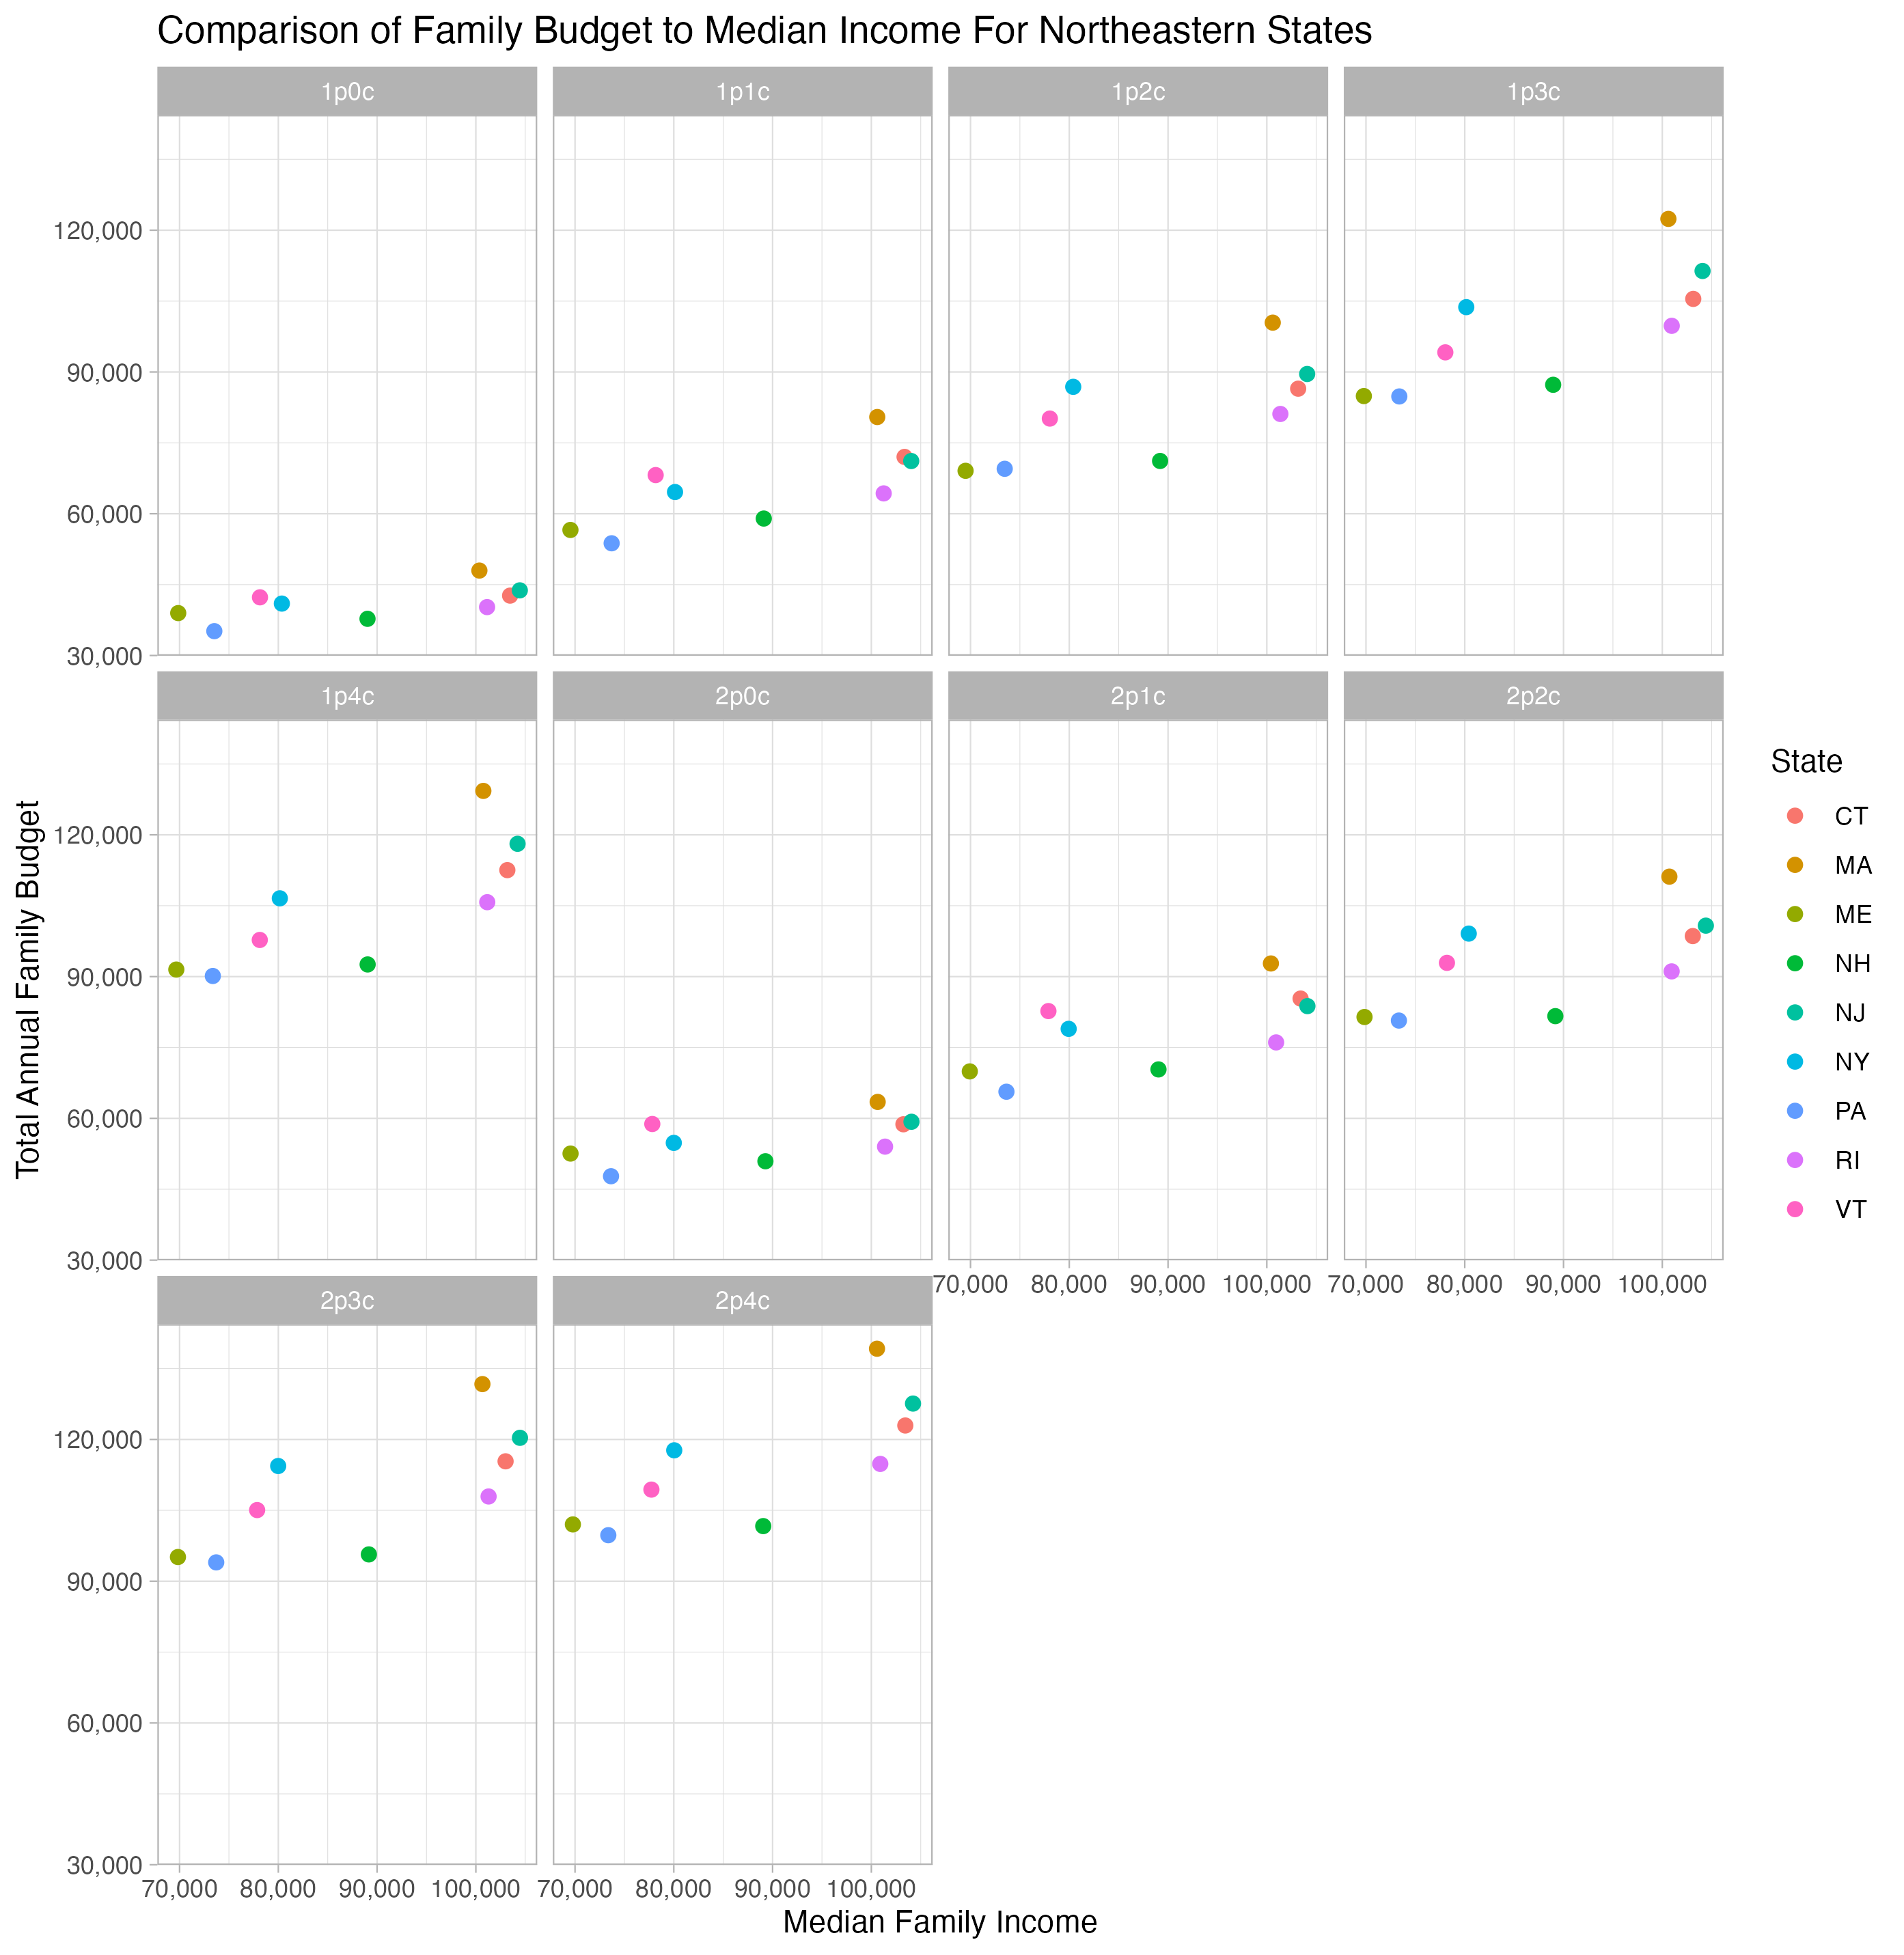 Comparison of Family Budget to Median Income For Northeastern States
1p0c 1p1c 1p2c 1p3c
120,000
90,000
60,000
30,000
1p4c 2p0c 2p1c 2p2c
120,000
90,000
60,000
30,000
70,000 80,000 90,000 100,000 70,000 80,000 90,000 100,000
2p3c 2p4c
120,000
90,000
60,000
30,000
70,000 80,000 90,000 100,000 70,000 80,000 90,000 100,000
Median Family Income
Total Annual Family Budget
State
CT
MA
ME
NH
NJ
NY
PA
RI
VT